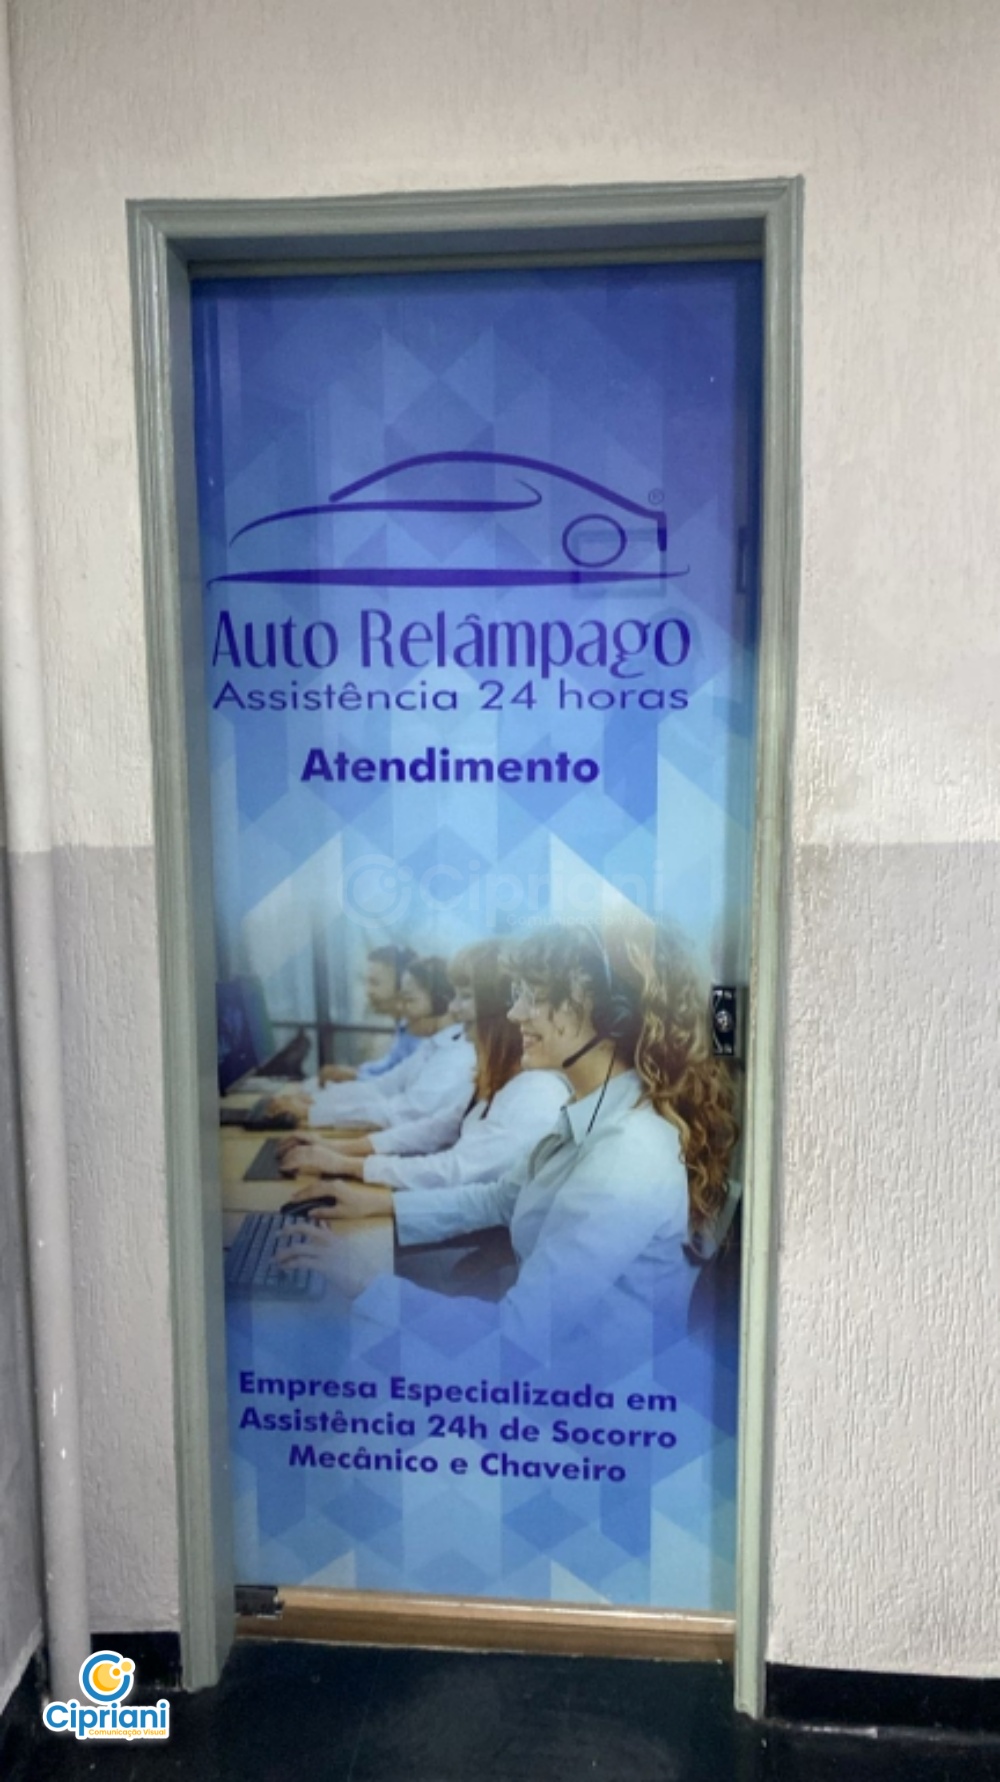 ®
Auto Relâmpago
Assistência 24 horas
Atendimento
Cipriani
Empresa Especializada em
Assistência 24h de Socorro
Mecânico e Chaveiro
Cipriani
Comunicação Visual